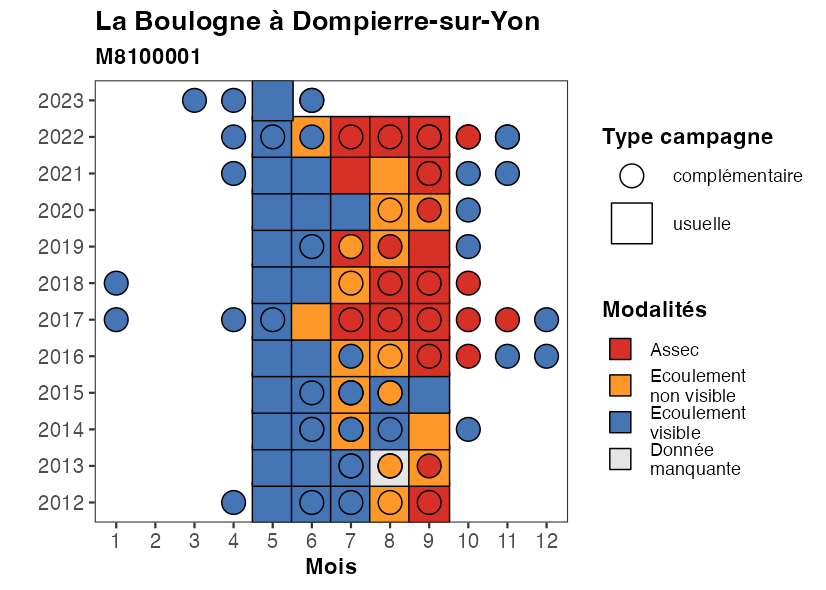 La Boulogne à Dompierre-sur-Yon
M8100001
2023
2022
2021
2020
2019
2018
2017
2016
2015
2014
2013
2012
1 2 3 4 5 6 7 8 9 10 11 12
Mois
Type campagne
complémentaire
usuelle
Modalités
Assec
Ecoulement
non visible
Ecoulement
visible
Donnée
manquante